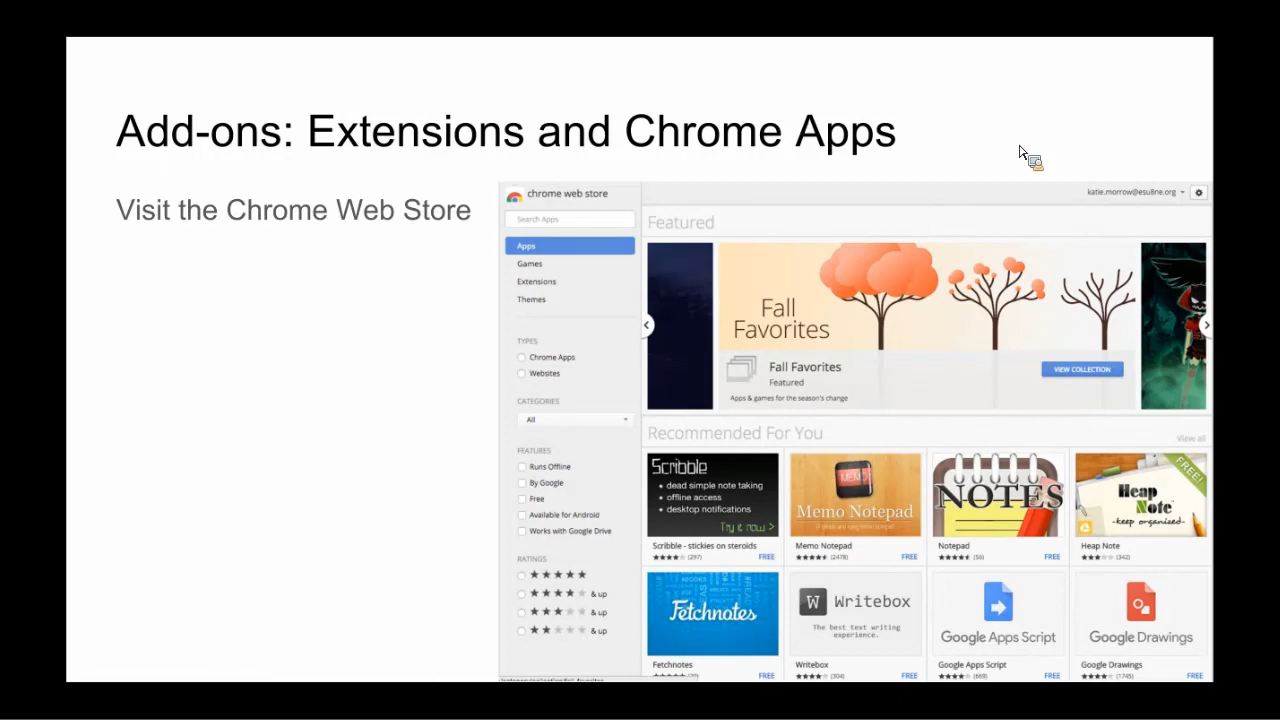 Add-ons: Extensions and Chrome Apps
Visit the Chrome Web Store
chrome web store
katie.morrow@esu8ne.org
Search Apps
Apps
Games
Extensions
Themes
TYPES
Chrome Apps
Websites
CATEGORIES
All
FEATURES
Runs Offline
By Google
Free
Available for Android
Works with Google Drive
RATINGS
& up
& up
& up
Featured
Fall
Favorites
Fall Favorites
Featured
Apps & games for the season's change
VIEW COLLECTION
Recommended For You
View all
Scribble
• dead simple note taking
• offline access
• desktop notifications
Try it now >
Scribble - stickies on steroids
(297) FREE
MEMO
Memo Notepad
Memo Notepad
(2478) FREE
NOTES
Notepad
(56) FREE
FREE!
Heap
Note
-keep organised-
Heap Note
(342)
Fetchnotes
Fetchnotes
FREE
W Writebox
The best text writing
experience.
Writebox
(304) FREE
Google Apps Script
Google Apps Script
(669) FREE
Google Drawings
Google Drawings
(1745) FREE